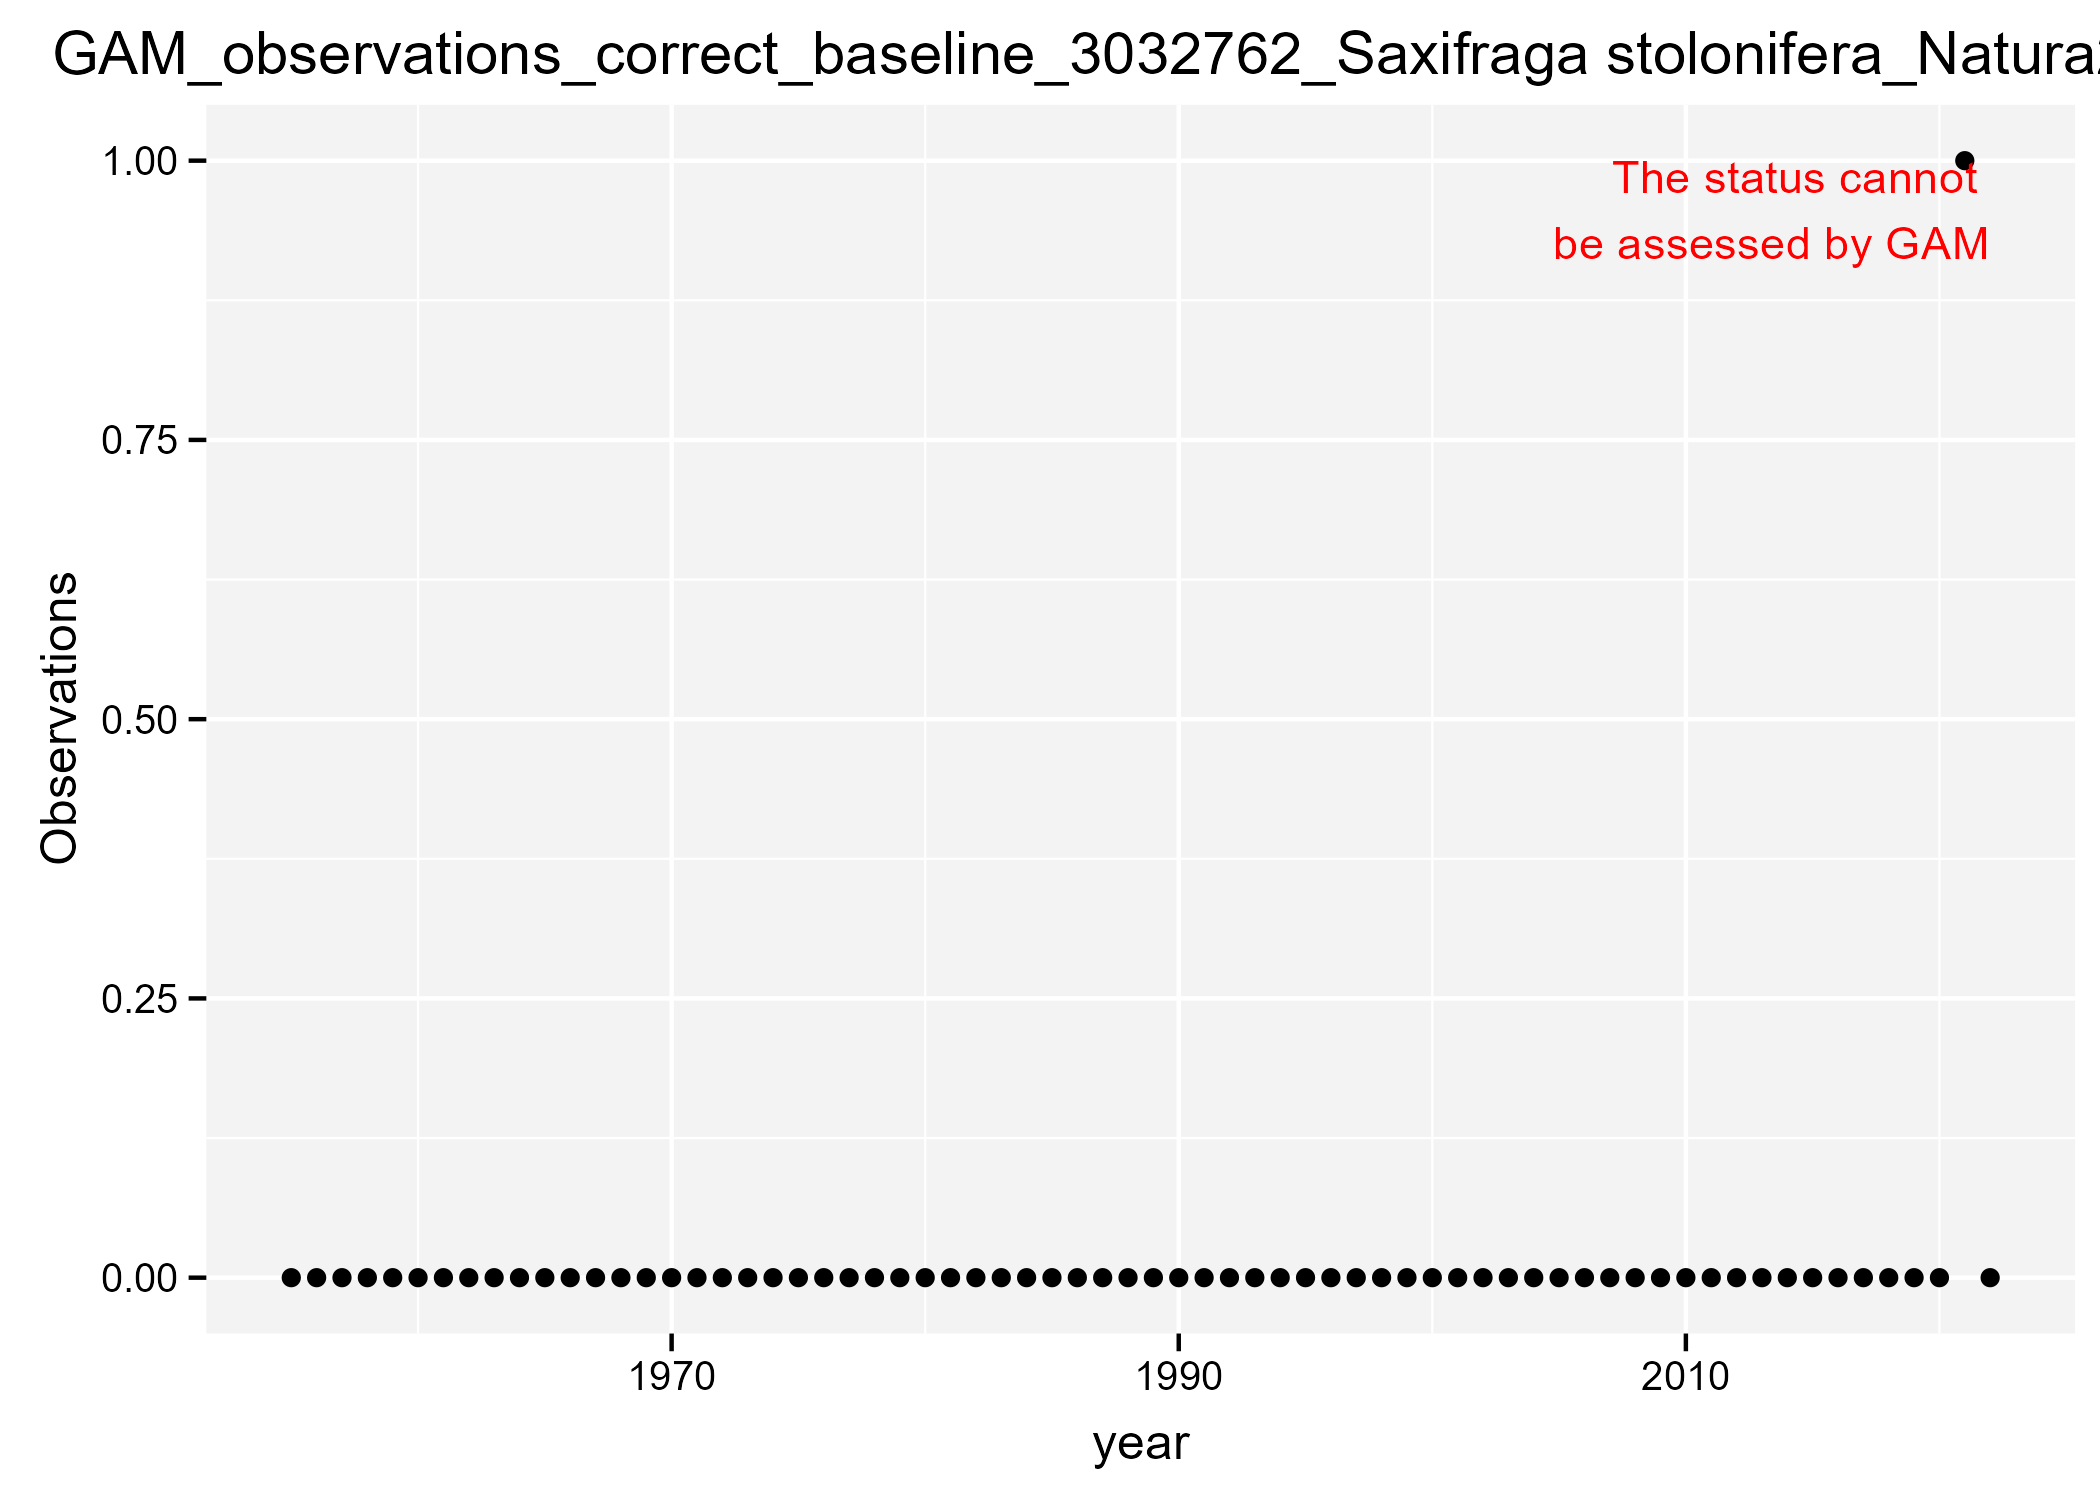 GAM_observations_correct_baseline_3032762_Saxifraga stolonifera_Natura
1.00
The status cannot
be assessed by GAM
0.75
Observations
0.50
0.25
0.00
1970
1990
2010
year